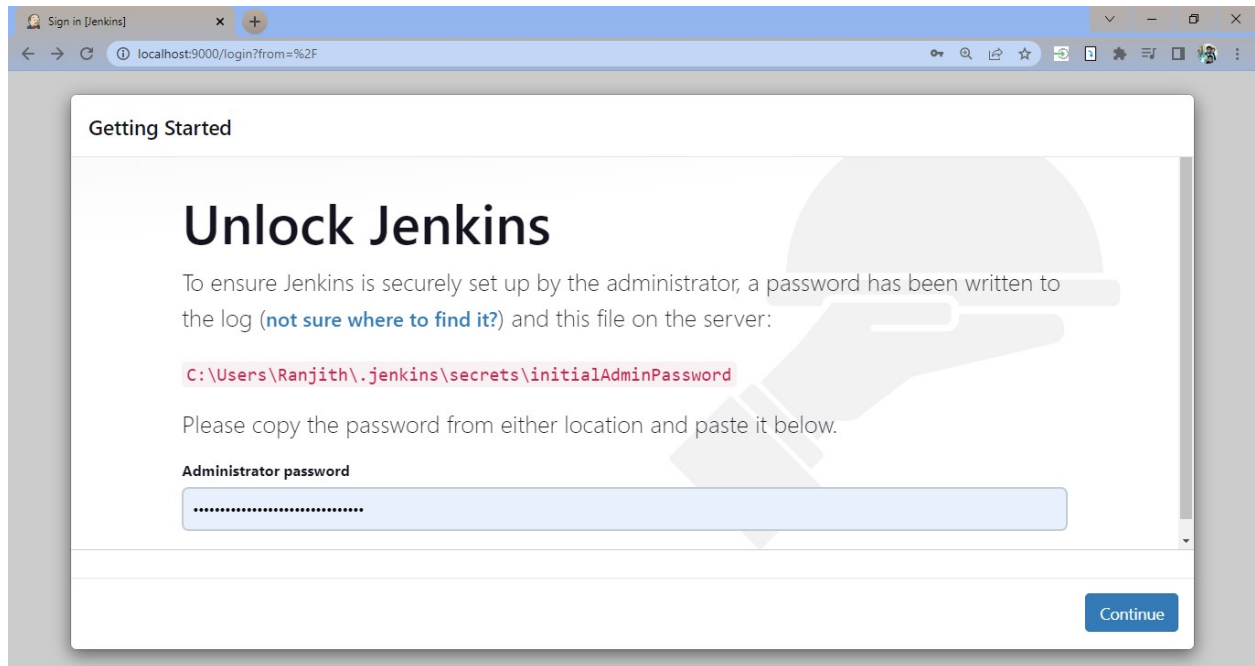 Sign in [Jenkins]
localhost:9000/login?from=%2F
Getting Started
Unlock Jenkins
To ensure Jenkins is securely set up by the administrator, a password has been written to
the log (not sure where to find it?) and this file on the server:
C:\Users\Ranjith\.jenkins\secrets\initialAdminPassword
Please copy the password from either location and paste it below.
Administrator password
••••••••••••••••••••••••••••••••
Continue